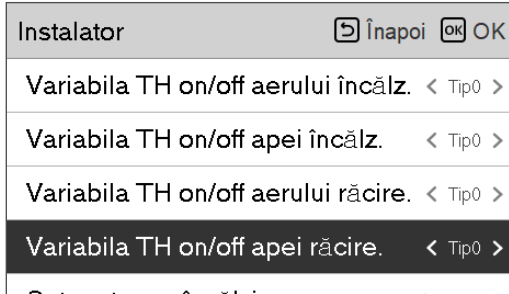 Instalator Înapoi OK OK
Variabila TH on/off aerului încălz. < Tip0 >
Variabila TH on/off apei încălz. < Tip0 >
Variabila TH on/off aerului răcire. < Tip0 >
Variabila TH on/off apei răcire. < Tip0 >